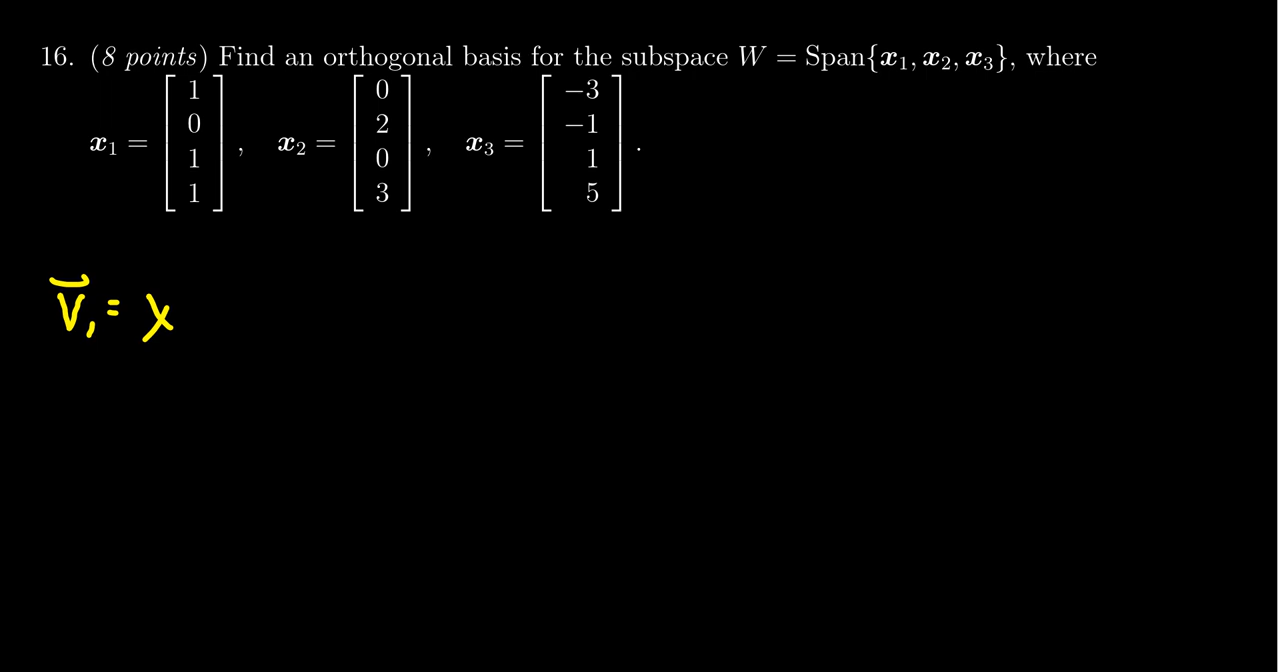 16. (8 points) Find an orthogonal basis for the subspace W = Span{x₁, x₂, x₃}, where
x₁ = [1 0 1 1], x₂ = [0 2 0 3], x₃ = [−3 −1 1 5].
v⃗₁ = x